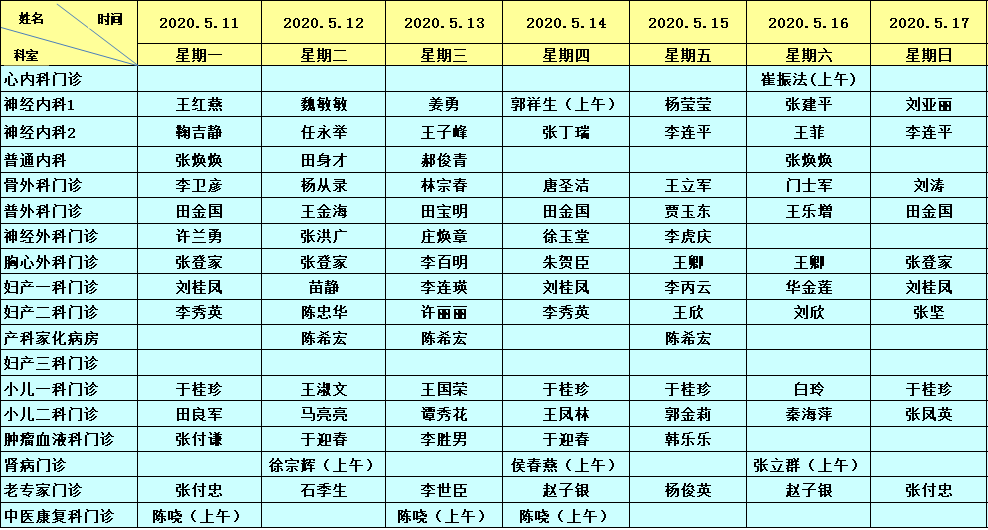 姓名 时间 2020.5.11 2020.5.12 2020.5.13 2020.5.14 2020.5.15 2020.5.16 2020.5.17
科室 星期一 星期二 星期三 星期四 星期五 星期六 星期日
心内科门诊 崔振法(上午)
神经内科1 王红燕 魏敏敏 姜勇 郭祥生（上午） 杨莹莹 张建平 刘亚丽
神经内科2 鞠吉静 任永举 王子峰 张丁瑞 李连平 王菲 李连平
普通内科 张焕焕 田身才 郝俊青 张焕焕
骨外科门诊 李卫彦 杨从录 林宗春 唐圣洁 王立军 门士军 刘涛
普外科门诊 田金国 王金海 田宝明 田金国 贾玉东 王乐增 田金国
神经外科门诊 许兰勇 张洪广 庄焕章 徐玉堂 李虎庆
胸心外科门诊 张登家 张登家 李百明 朱贺臣 王卿 王卿 张登家
妇产一科门诊 刘桂凤 苗静 李连瑛 刘桂凤 李丙云 华金莲 刘桂凤
妇产二科门诊 李秀英 陈忠华 许丽丽 李秀英 王欣 刘欣 张坚
产科家化病房 陈希宏 陈希宏 陈希宏
妇产三科门诊
小儿一科门诊 于桂珍 王淑文 王国荣 于桂珍 于桂珍 白玲 于桂珍
小儿二科门诊 田良军 马亮亮 谭秀花 王凤林 郭金莉 秦海萍 张凤英
肿瘤血液科门诊 张付谦 于迎春 李胜男 于迎春 韩乐乐
肾病门诊 徐宗辉（上午） 侯春燕（上午） 张立群（上午）
老专家门诊 张付忠 石季生 李世臣 赵子银 杨俊英 赵子银 张付忠
中医康复科门诊 陈晓（上午） 陈晓（上午） 陈晓（上午）